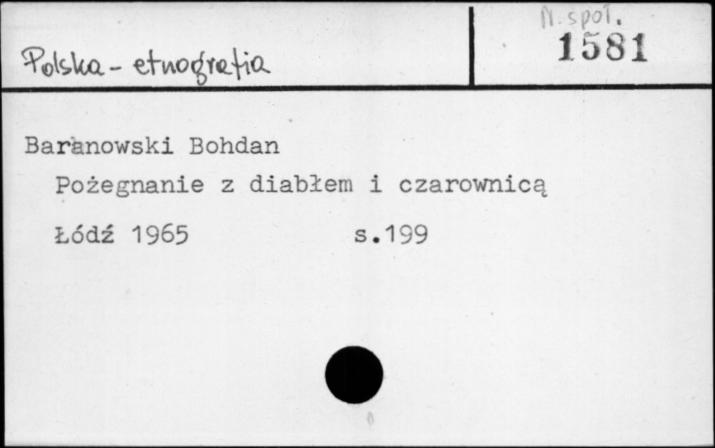 N. społ.
1581
Polska - etnografia
Baranowski Bohdan
Pożegnanie z diabłem i czarownicą
Łódź 1965 s.199